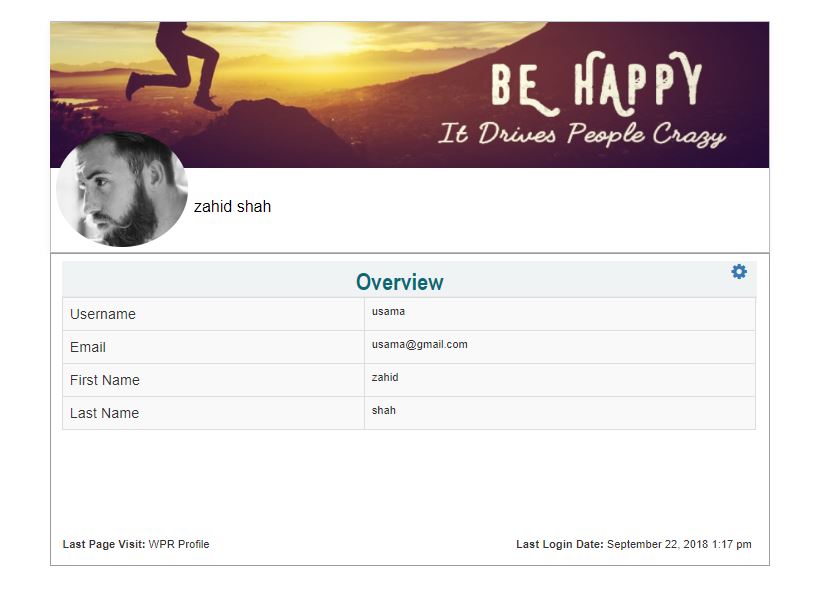 BE HAPPY
It Drives People Crazy
zahid shah
Overview
Username usama
Email usama@gmail.com
First Name zahid
Last Name shah
Last Page Visit: WPR Profile Last Login Date: September 22, 2018 1:17 pm